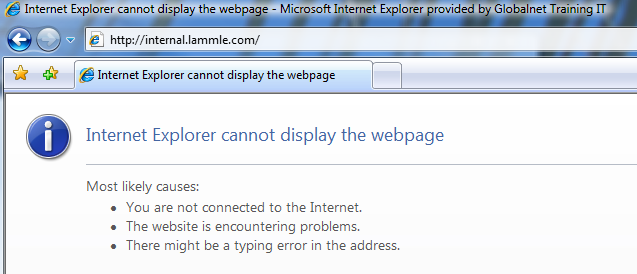 Internet Explorer cannot display the webpage - Microsoft Internet Explorer provided by Globalnet Training IT
http://internal.lammle.com/
Internet Explorer cannot display the webpage
Internet Explorer cannot display the webpage
Most likely causes:
• You are not connected to the Internet.
• The website is encountering problems.
• There might be a typing error in the address.